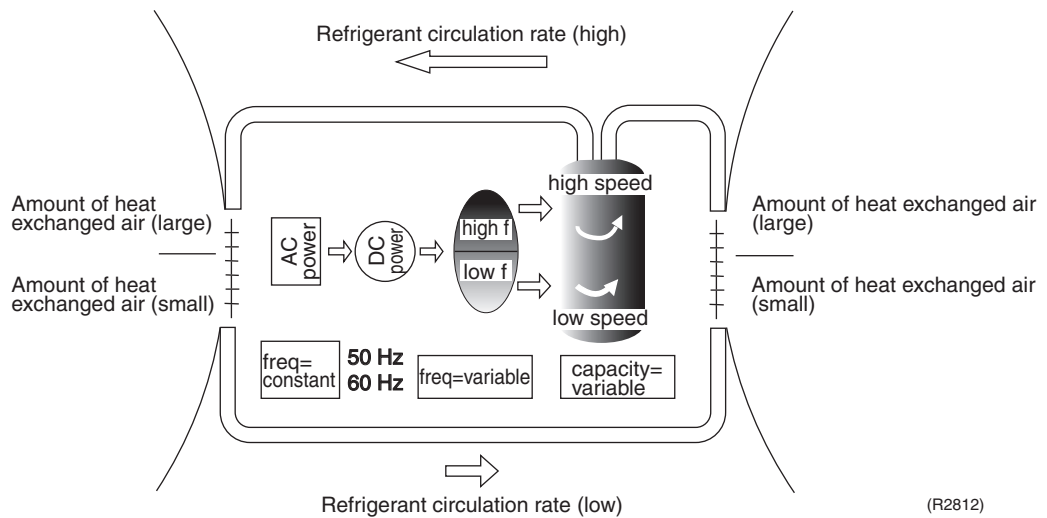 Refrigerant circulation rate (high)
high speed
Amount of heat
exchanged air (large)
Amount of heat exchanged air
(large)
AC
power
DC
power
high f
low f
Amount of heat
exchanged air (small)
Amount of heat exchanged air
(small)
low speed
freq=
constant
50 Hz
60 Hz
freq=variable
capacity=
variable
Refrigerant circulation rate (low)
(R2812)